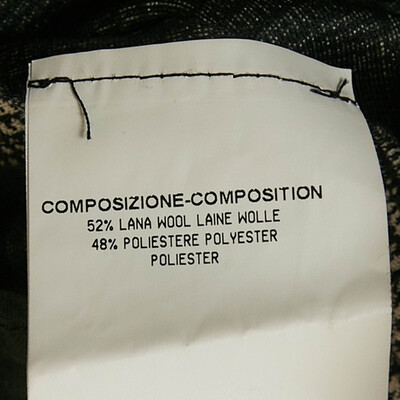 COMPOSIZIONE-COMPOSITION
52% LANA WOOL LAINE WOLLE
48% POLIESTERE POLYESTER
POLIESTER